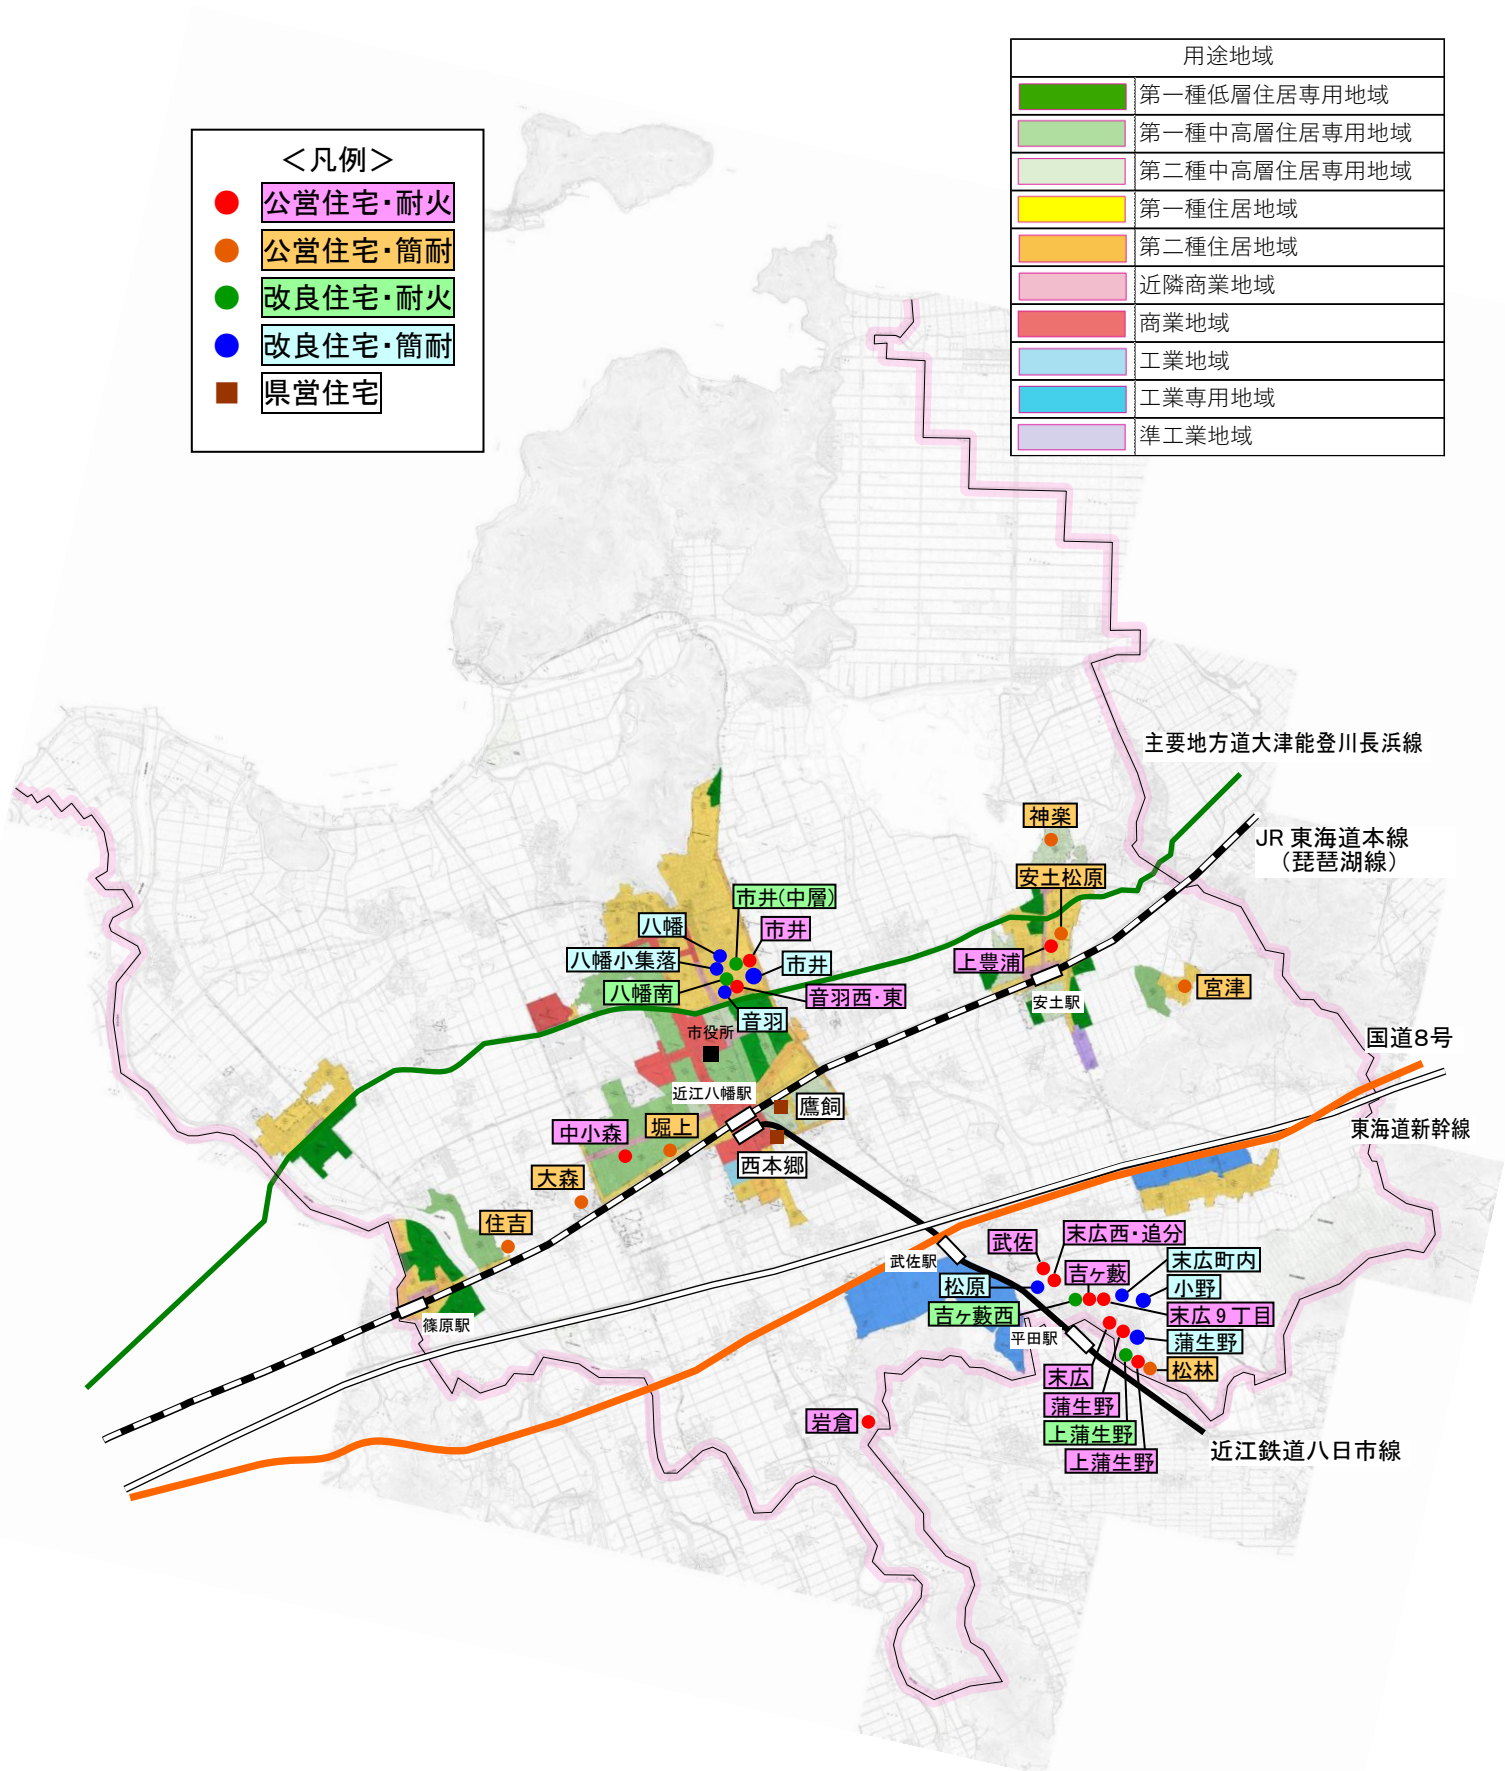 用途地域
第一種低層住居専用地域
第一種中高層住居専用地域
第二種中高層住居専用地域
第一種住居地域
第二種住居地域
近隣商業地域
商業地域
工業地域
工業専用地域
準工業地域
＜凡例＞
公営住宅・耐火
公営住宅・簡耐
改良住宅・耐火
改良住宅・簡耐
県営住宅
主要地方道大津能登川長浜線
神楽
JR 東海道本線
（琵琶湖線）
安土松原
市井(中層)
八幡
市井
八幡小集落
市井
上豊浦
八幡南
音羽西・東
宮津
安土駅
音羽
市役所
国道8号
近江八幡駅
鷹飼
東海道新幹線
中小森
堀上
西本郷
大森
住吉
武佐
末広西・追分
武佐駅
末広町内
吉ヶ藪
松原
小野
吉ヶ藪西
末広９丁目
篠原駅
平田駅
蒲生野
末広
松林
蒲生野
岩倉
上蒲生野
上蒲生野
近江鉄道八日市線